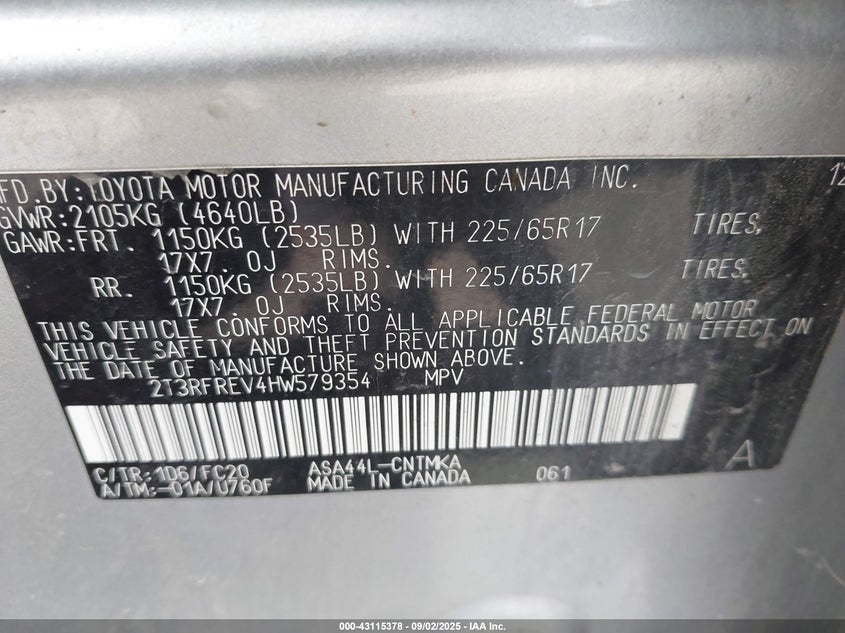 MFD.BY:TOYOTA MOTOR MANUFACTURING CANADA INC. 12
GVWR:2105KG (4640LB)
GAWR:FRT. 1150KG (2535LB) WITH 225/65R17 TIRES,
17X7.0J RIMS.
RR. 1150KG (2535LB) WITH 225/65R17 TIRES,
17X7.0J RIMS.
THIS VEHICLE CONFORMS TO ALL APPLICABLE FEDERAL MOTOR
VEHICLE SAFETY AND THEFT PREVENTION STANDARDS IN EFFECT ON
THE DATE OF MANUFACTURE SHOWN ABOVE.
2T3RFREV4HW579354 MPV
C/TR:1D6/FC20 ASA44L-CNTMKA 061 A
A/TM:-01A/U760F MADE IN CANADA
000-43115378 - 09/02/2025 - IAA Inc.